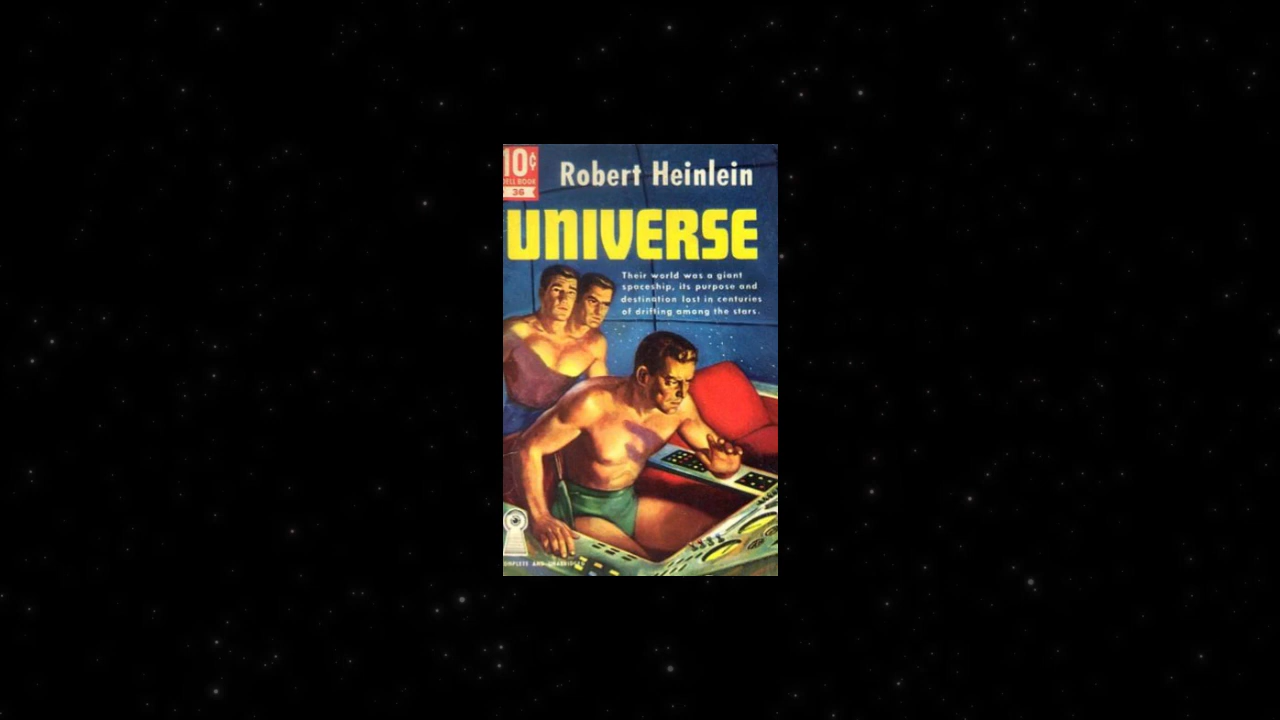 10¢
Robert Heinlein
DELL BOOK
36
UNIVERSE
Their world was a giant
spaceship, its purpose and
destination lost in centuries
of drifting among the stars.
OMPLETE AND UNABRIDGED